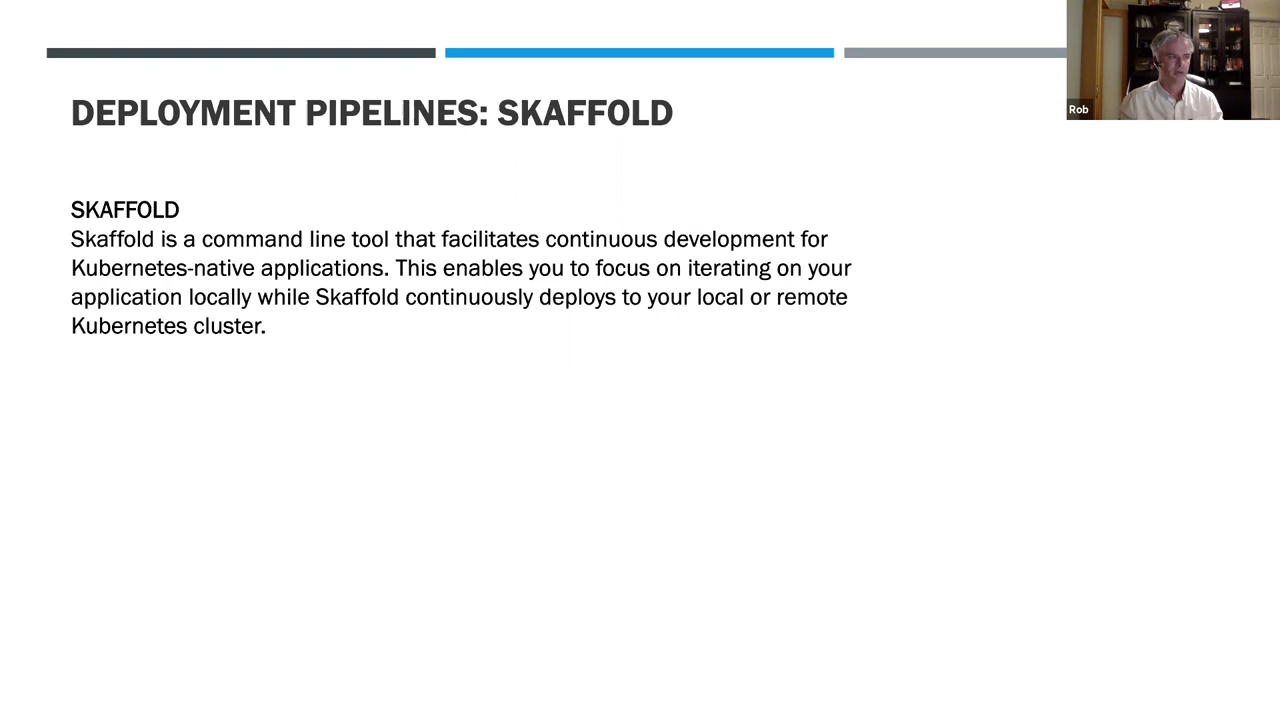 DEPLOYMENT PIPELINES: SKAFFOLD
Rob
SKAFFOLD
Skaffold is a command line tool that facilitates continuous development for
Kubernetes-native applications. This enables you to focus on iterating on your
application locally while Skaffold continuously deploys to your local or remote
Kubernetes cluster.